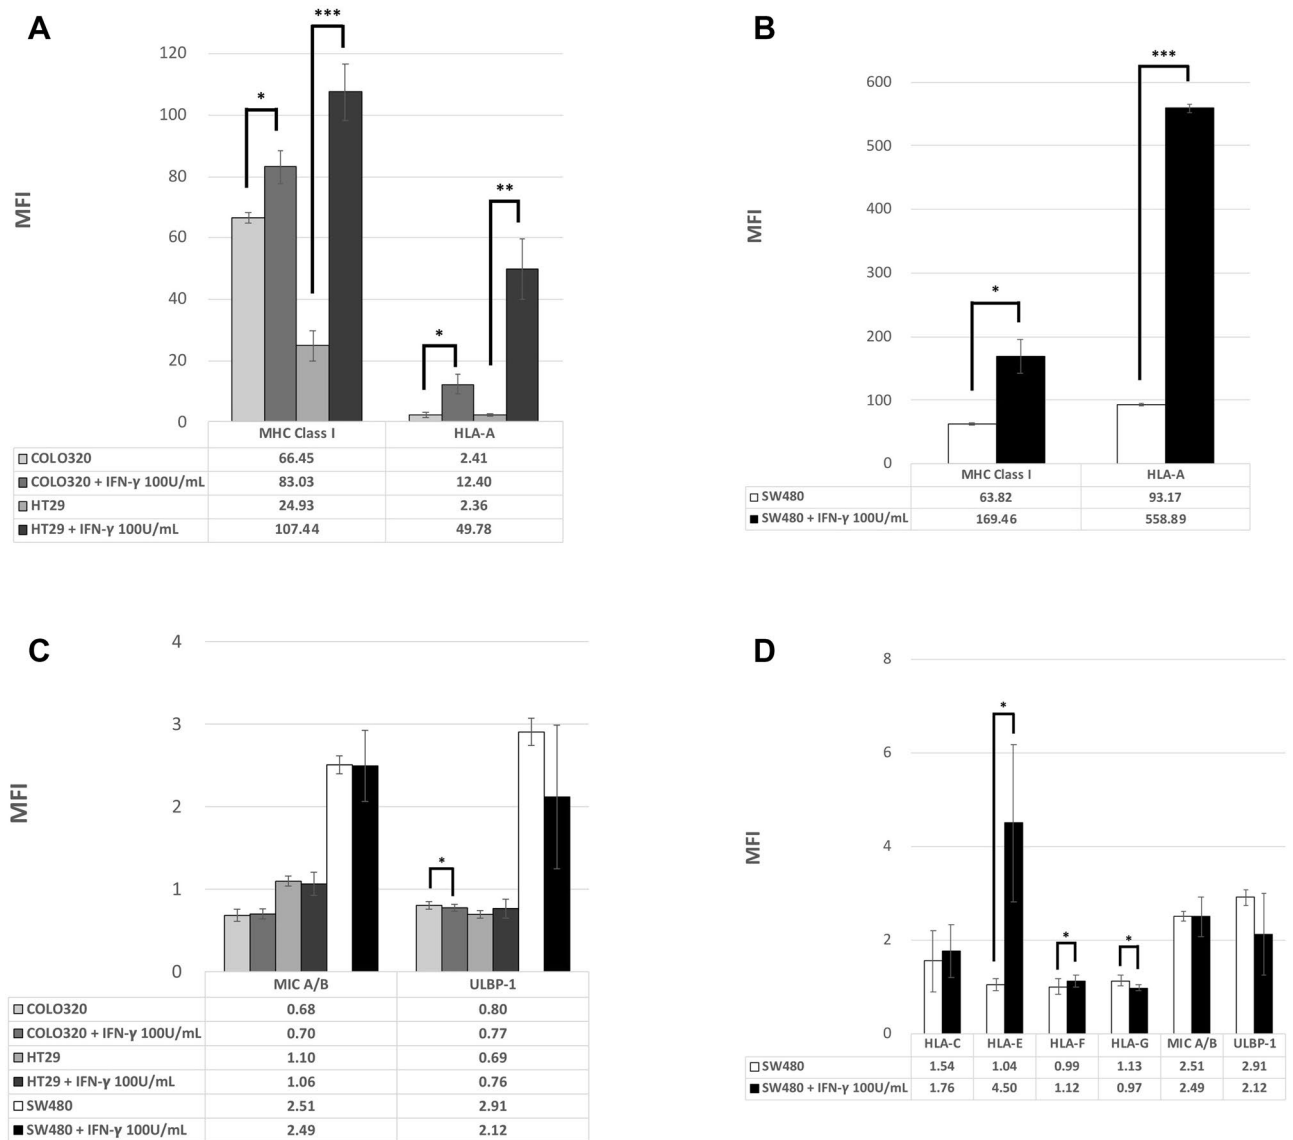 A
***
120
100
*
80
**
MFI
60
40
*
20
0
MHC Class I HLA-A
COLO320 66.45 2.41
COLO320 + IFN-γ 100U/mL 83.03 12.40
HT29 24.93 2.36
HT29 + IFN-γ 100U/mL 107.44 49.78
B
***
600
500
400
MFI
300
*
200
100
0
MHC Class I HLA-A
SW480 63.82 93.17
SW480 + IFN-γ 100U/mL 169.46 558.89
C
4
3
MFI
2
*
1
0
MIC A/B ULBP-1
COLO320 0.68 0.80
COLO320 + IFN-γ 100U/mL 0.70 0.77
HT29 1.10 0.69
HT29 + IFN-γ 100U/mL 1.06 0.76
SW480 2.51 2.91
SW480 + IFN-γ 100U/mL 2.49 2.12
D
8
*
6
MFI
4
* *
2
0
HLA-C HLA-E HLA-F HLA-G MIC A/B ULBP-1
SW480 1.54 1.04 0.99 1.13 2.51 2.91
SW480 + IFN-γ 100U/mL 1.76 4.50 1.12 0.97 2.49 2.12